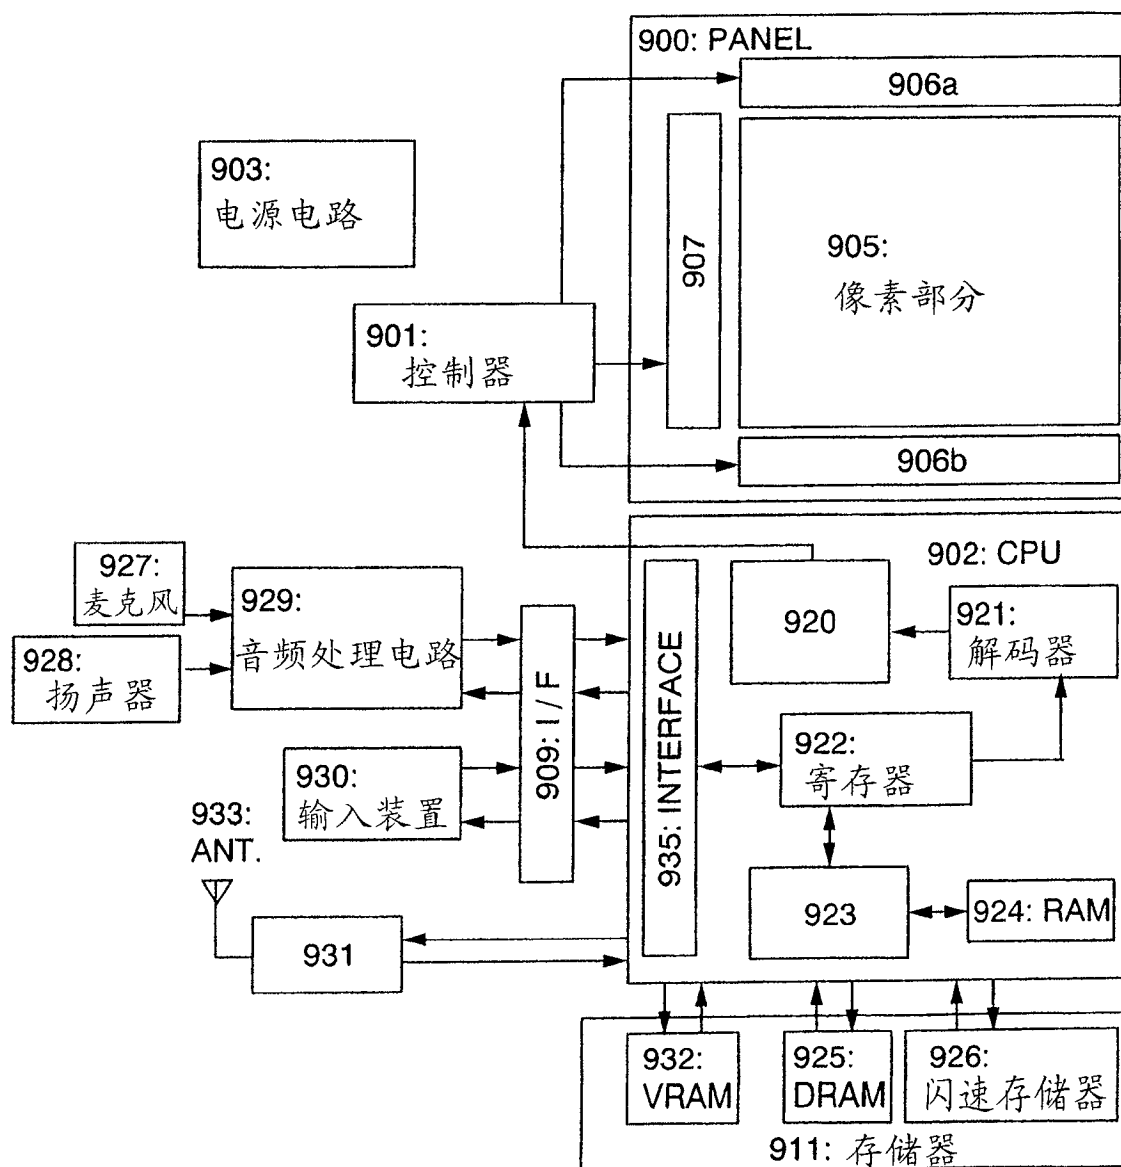 900: PANEL
906a
903:
电源电路
907
905:
像素部分
901:
控制器
906b
902: CPU
927:
麦克风
929:
音频处理电路
920
921:
解码器
928:
扬声器
909: I/F
935: INTERFACE
922:
寄存器
930:
输入装置
933:
ANT.
923
924: RAM
931
932:
VRAM
925:
DRAM
926:
闪速存储器
911: 存储器